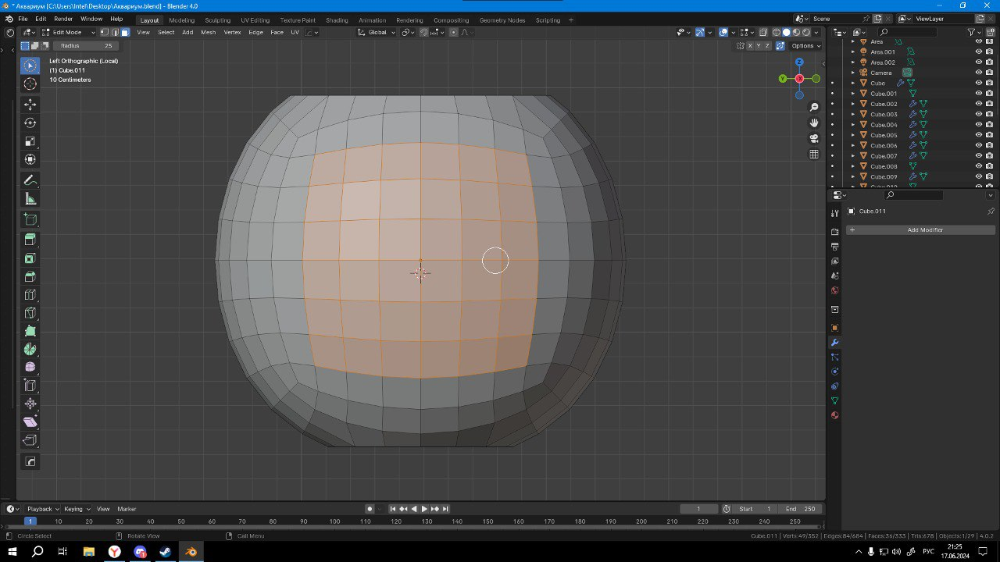 * Аквариум [C:\Users\Intel\Desktop\Аквариум.blend] - Blender 4.0
File Edit Render Window Help Layout Modeling Sculpting UV Editing Texture Paint Shading Animation Rendering Compositing Geometry Nodes Scripting + Scene ViewLayer
Edit Mode View Select Add Mesh Vertex Edge Face UV Global
Radius 25 X Y Z Options
Left Orthographic (Local)
(1) Cube.011
10 Centimeters
Z
Y X
Area
Area.001
Area.002
Camera
Cube
Cube.001
Cube.002
Cube.003
Cube.004
Cube.005
Cube.006
Cube.007
Cube.008
Cube.009
Cube.010
Cube.011
+ Add Modifier
Playback Keying View Marker 1 Start 1 End 250
1 10 20 30 40 50 60 70 80 90 100 110 120 130 140 150 160 170 180 190 200 210 220 230 240 250
Circle Select Rotate View Call Menu Cube.011 | Verts:49/352 | Edges:84/684 | Faces:36/333 | Tris:678 | Objects:1/29 | 4.0.2
РУС 21:25
17.06.2024